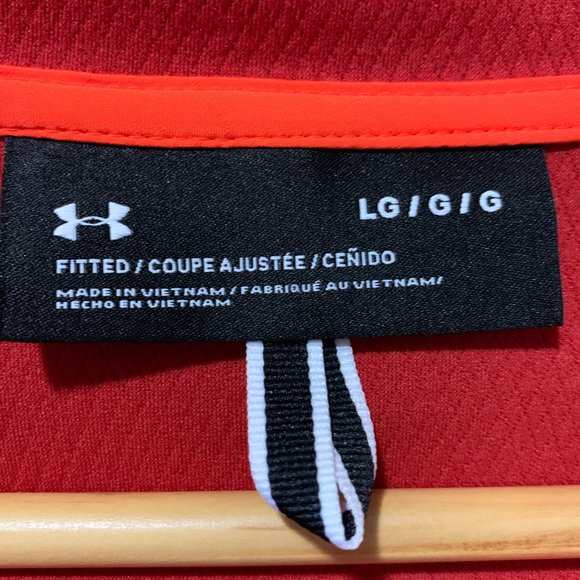 LG / G / G
FITTED / COUPE AJUSTÉE / CEÑIDO
MADE IN VIETNAM / FABRIQUÉ AU VIETNAM/
HECHO EN VIETNAM